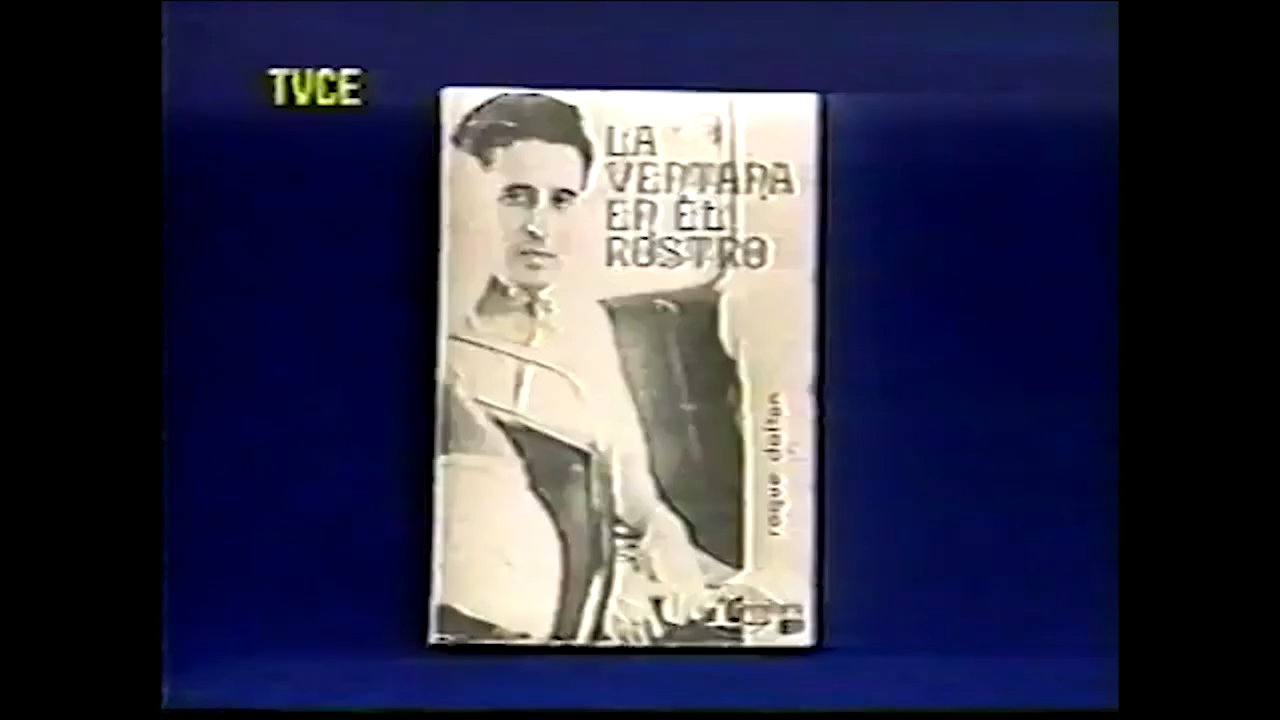 TVCE
LA
VENTANA
EN EL
ROSTRO
roque dalton